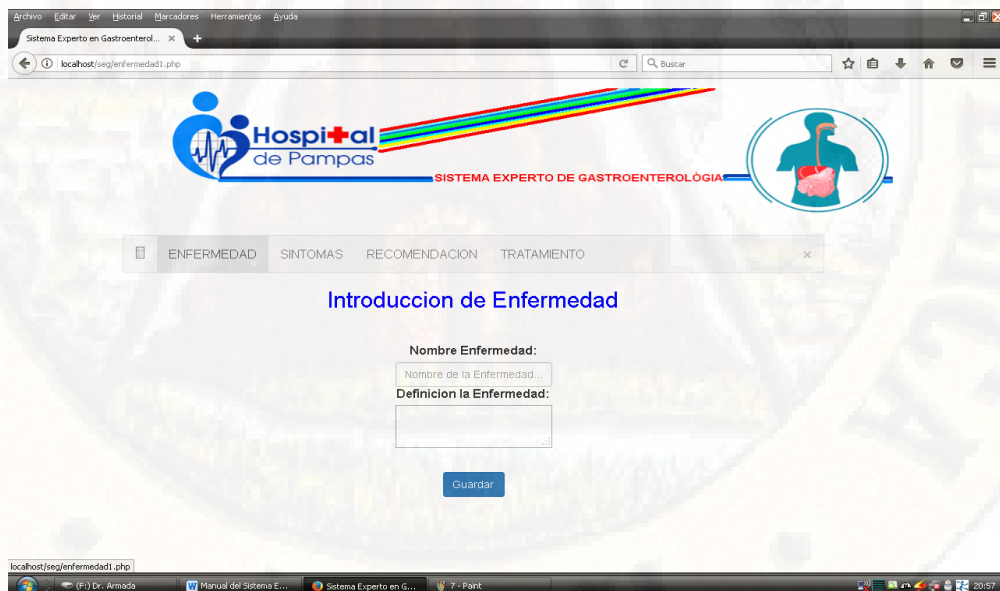 Archivo Editar Ver Historial Marcadores Herramientas Ayuda
Sistema Experto en Gastroenterol...
localhost/seg/enfermedad1.php
Buscar
Hospital
de Pampas
SISTEMA EXPERTO DE GASTROENTEROLÒGIA
ENFERMEDAD SINTOMAS RECOMENDACION TRATAMIENTO
Introduccion de Enfermedad
Nombre Enfermedad:
Nombre de la Enfermedad...
Definicion la Enfermedad:
Guardar
localhost/seg/enfermedad1.php
(F:) Dr. Armada Manual del Sistema E... Sistema Experto en G... 7 - Paint 20:57